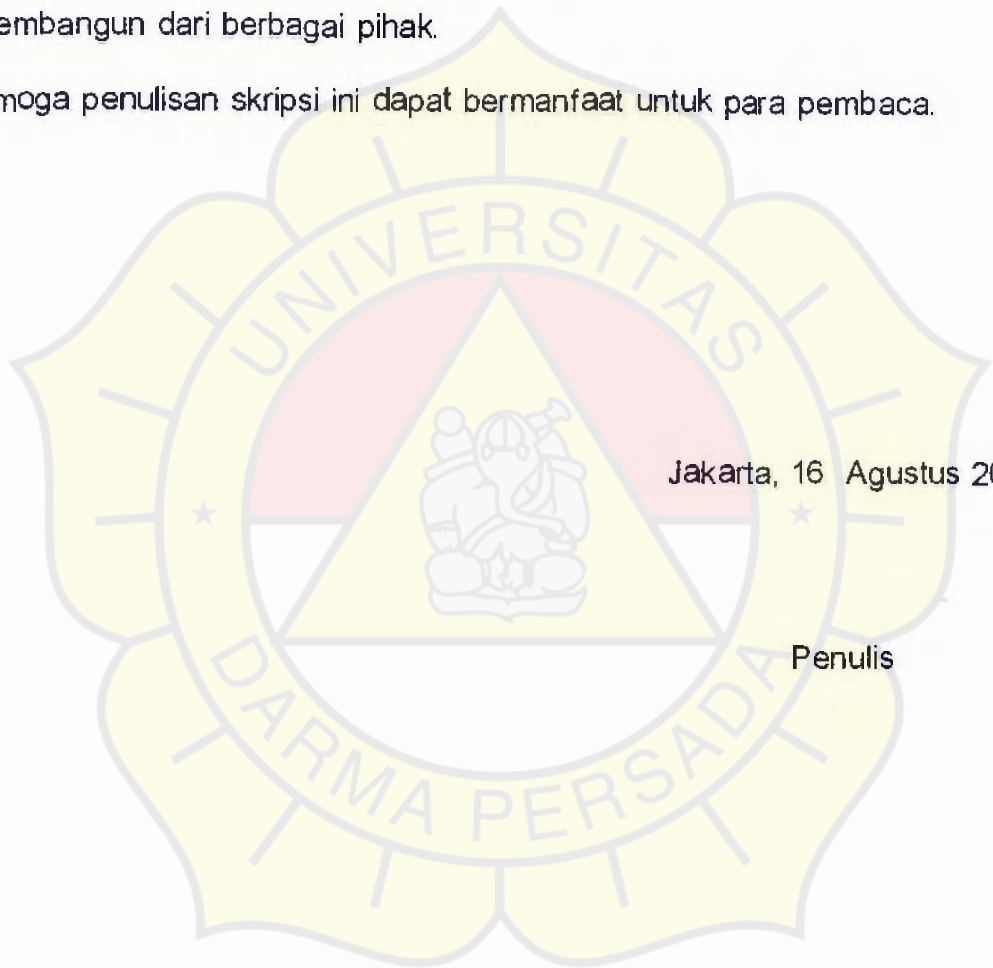 embangun dari berbagai pihak.
moga penulisan skripsi ini dapat bermanfaat untuk para pembaca.
UNIVERSITAS
Jakarta, 16 Agustus 20
Penulis
DARMA PERSADA